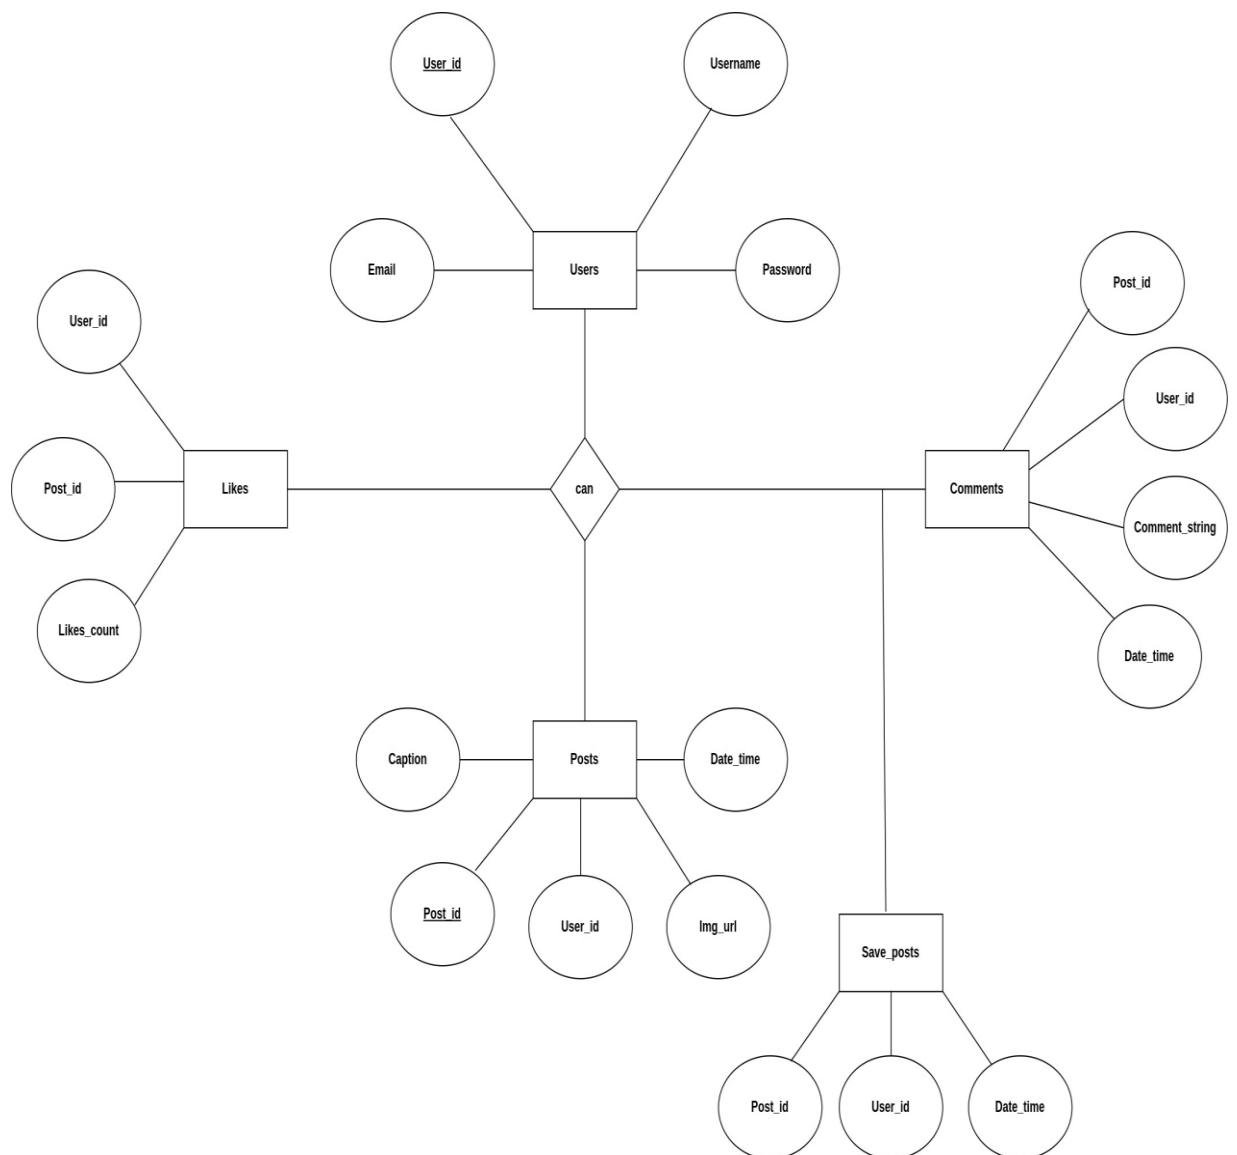 User_id
Username
Email
Users
Password
Post_id
User_id
User_id
Post_id
Likes
can
Comments
Comment_string
Likes_count
Date_time
Caption
Posts
Date_time
Post_id
User_id
Img_url
Save_posts
Post_id
User_id
Date_time